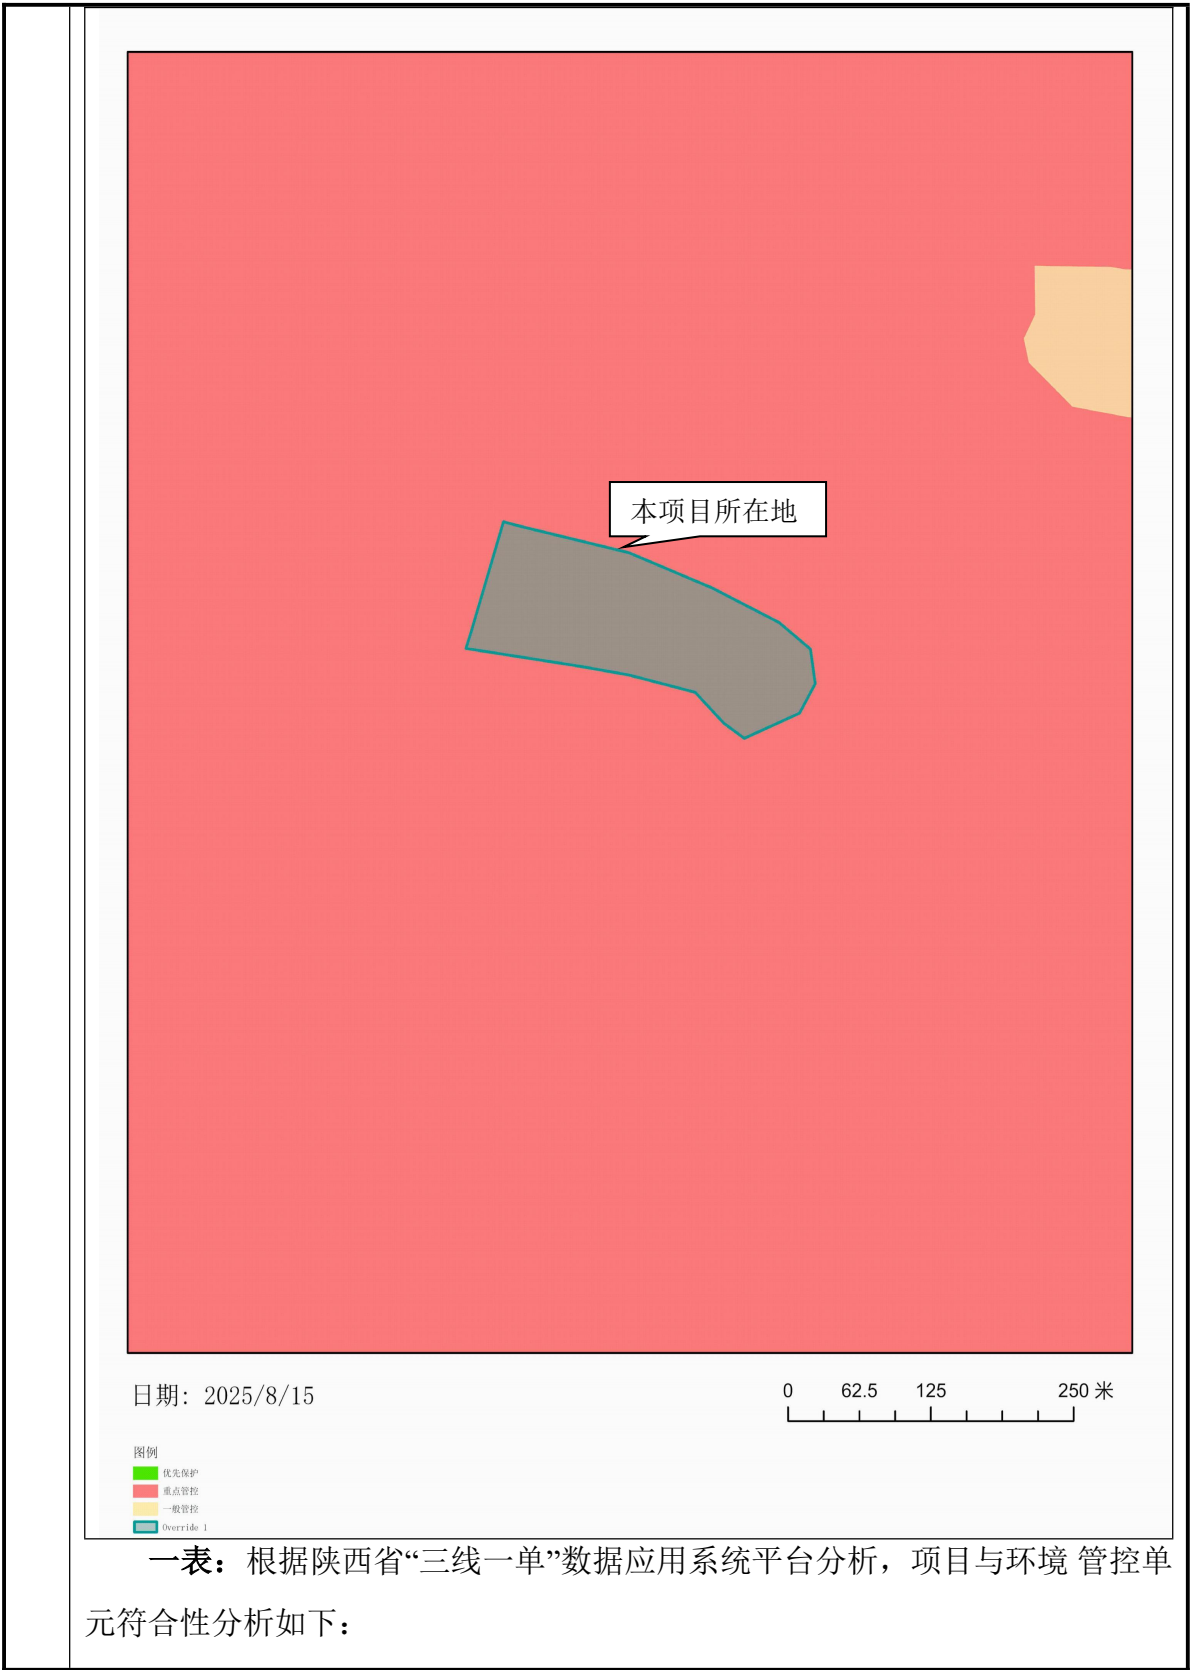 本项目所在地
日期: 2025/8/15
0 62.5 125 250 米
图例
优先保护
重点管控
一般管控
Override 1
一表：根据陕西省“三线一单”数据应用系统平台分析，项目与环境 管控单
元符合性分析如下：